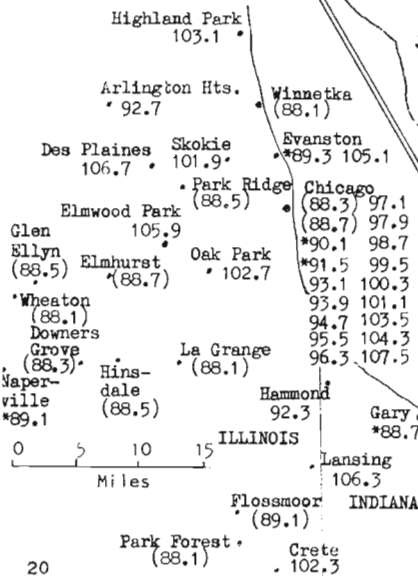 Highland Park
103.1
Arlington Hts.
92.7
Winnetka
(88.1)
Des Plaines
106.7
Skokie
101.9
Evanston
*89.3 105.1
Park Ridge
(88.5)
Chicago
(88.3) 97.1
(88.7) 97.9
*90.1 98.7
*91.5 99.5
93.1 100.3
93.9 101.1
94.7 103.5
95.5 104.3
96.3 107.5
Elmwood Park
105.9
Glen
Ellyn
(88.5)
Elmhurst
(88.7)
Oak Park
102.7
Wheaton
(88.1)
Downers
Grove
(88.3)
Hins-
dale
(88.5)
La Grange
(88.1)
Naper-
ville
*89.1
Hammond
92.3
Gary
*88.7
ILLINOIS
0 5 10 15
Miles
Lansing
106.3
Flossmoor
(89.1)
INDIANA
Park Forest
(88.1)
Crete
102.3
20